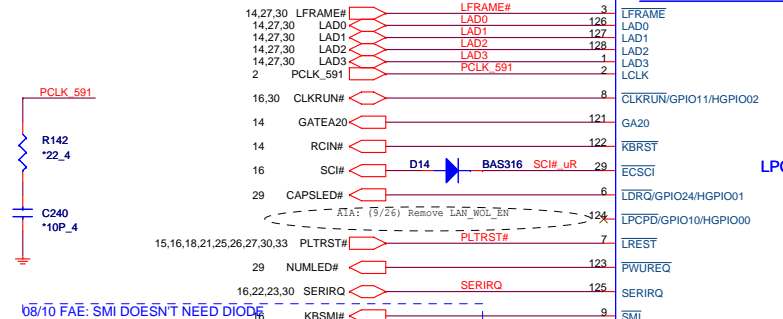 14,27,30 LFRAME# LFRAME# 3 LFRAME
14,27,30 LAD0 LAD0 126 LAD0
14,27,30 LAD1 LAD1 127 LAD1
14,27,30 LAD2 LAD2 128 LAD2
14,27,30 LAD3 LAD3 1 LAD3
2 PCLK_591 PCLK_591 2 LCLK
PCLK_591
16,30 CLKRUN# 8 CLKRUN/GPIO11/HGPIO02
14 GATEA20 121 GA20
R142
*22_4
14 RCIN# 122 KBRST
16 SCI# D14 BAS316 SCI#_uR 29 ECSCI
LPC
29 CAPSLED# 6 LDRQ/GPIO24/HGPIO01
C240
*10P_4
A1A: (9/26) Remove LAN_WOL_EN 124 LPCPD/GPIO10/HGPIO00
15,16,18,21,25,26,27,30,33 PLTRST# PLTRST# 7 LREST
29 NUMLED# 123 PWUREQ
16,22,23,30 SERIRQ SERIRQ 125 SERIRQ
08/10 FAE: SMI DOESN'T NEED DIODE
16 KBSMI# 9 SMI